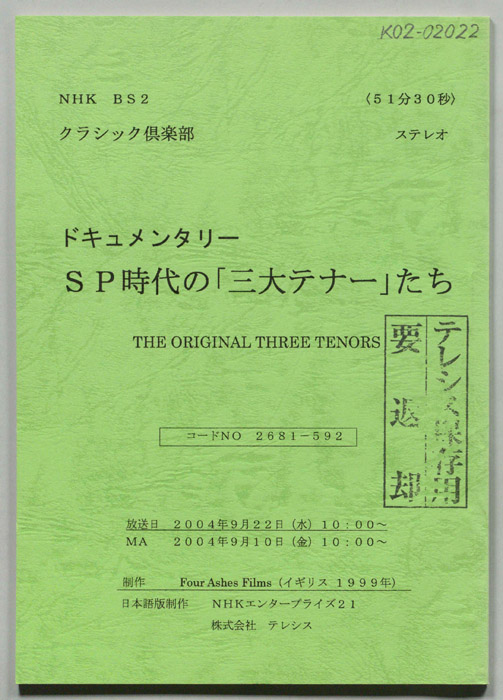 K02-02022
NHK BS2 〈51分30秒〉
クラシック倶楽部 ステレオ
ドキュメンタリー
SP時代の「三大テナー」たち
THE ORIGINAL THREE TENORS
テレシス保存用
要返却
コードNO 2681-592
放送日 2004年9月22日(水) 10:00~
MA 2004年9月10日(金) 10:00~
制作 Four Ashes Films (イギリス 1999年)
日本語版制作 NHKエンタープライズ21
株式会社 テレシス